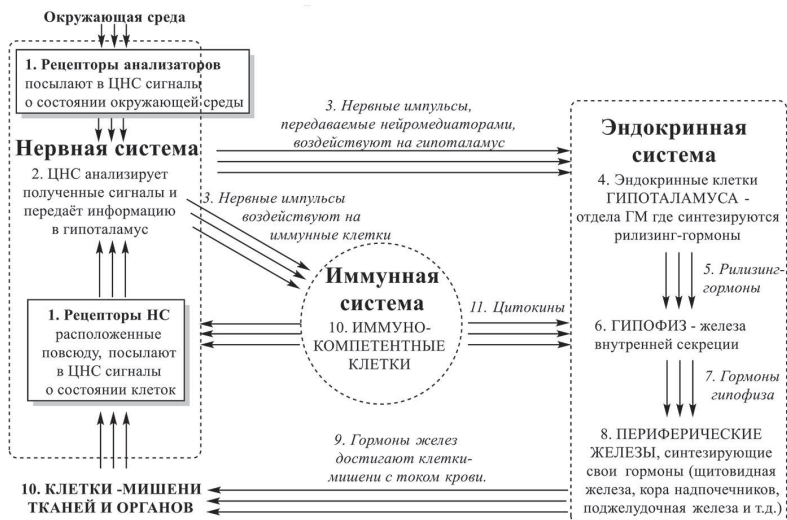 Окружающая среда
1. Рецепторы анализаторов
посылают в ЦНС сигналы
о состоянии окружающей среды
Нервная система
2. ЦНС анализирует
полученные сигналы и
передаёт информацию
в гипоталамус
3. Нервные импульсы,
передаваемые нейромедиаторами,
воздействуют на гипоталамус
3. Нервные импульсы
воздействуют на
иммунные клетки
Эндокринная
система
4. Эндокринные клетки
ГИПОТАЛАМУСА -
отдела ГМ где синтезируются
рилизинг-гормоны
5. Рилизинг-
гормоны
Иммунная
система
10. ИММУНО-
КОМПЕТЕНТНЫЕ
КЛЕТКИ
11. Цитокины
1. Рецепторы НС
расположенные
повсюду, посылают
в ЦНС сигналы
о состоянии клеток
6. ГИПОФИЗ - железа
внутренней секреции
7. Гормоны
гипофиза
8. ПЕРИФЕРИЧЕСКИЕ
ЖЕЛЕЗЫ, синтезирующие
свои гормоны (щитовидная
железа, кора надпочечников,
поджелудочная железа и т.д.)
9. Гормоны желез
достигают клетки-
мишени с током крови.
10. КЛЕТКИ -МИШЕНИ
ТКАНЕЙ И ОРГАНОВ